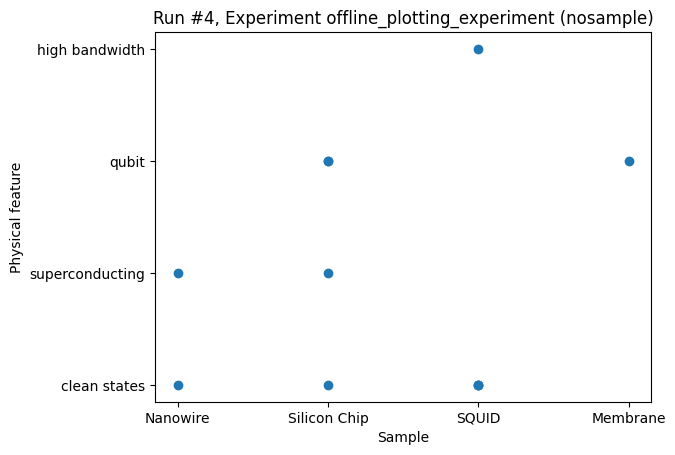 Run #4, Experiment offline_plotting_experiment (nosample)
high bandwidth
qubit
superconducting
clean states
Physical feature
Nanowire Silicon Chip SQUID Membrane
Sample